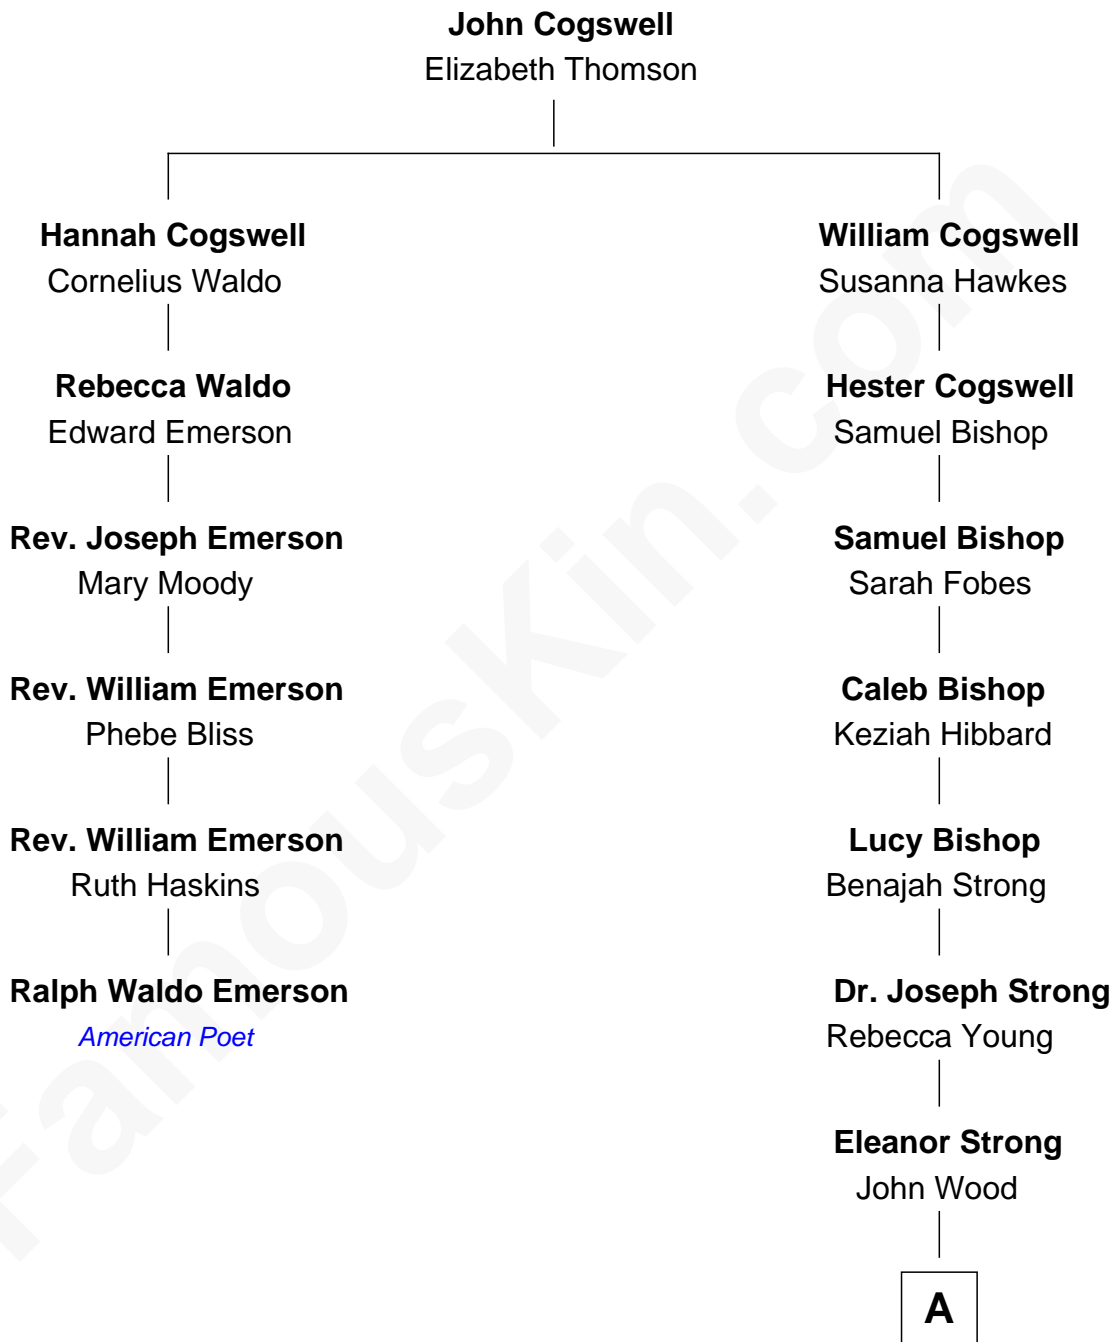 John Cogswell
Elizabeth Thomson
Hannah Cogswell
Cornelius Waldo
William Cogswell
Susanna Hawkes
Rebecca Waldo
Edward Emerson
Hester Cogswell
Samuel Bishop
Rev. Joseph Emerson
Mary Moody
Samuel Bishop
Sarah Fobes
Rev. William Emerson
Phebe Bliss
Caleb Bishop
Keziah Hibbard
Rev. William Emerson
Ruth Haskins
Lucy Bishop
Benajah Strong
Ralph Waldo Emerson
American Poet
Dr. Joseph Strong
Rebecca Young
Eleanor Strong
John Wood
A
FamousKin.com